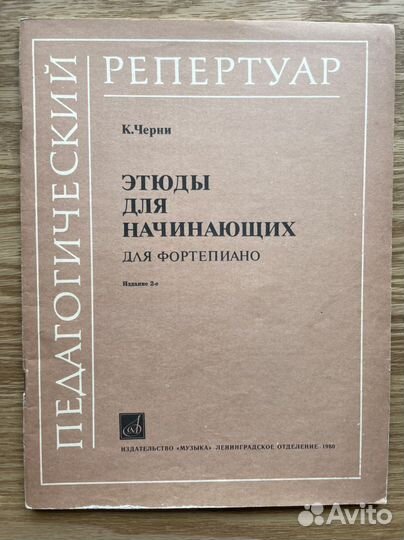 ПЕДАГОГИЧЕСКИЙ
РЕПЕРТУАР
К.Черни
ЭТЮДЫ
ДЛЯ
НАЧИНАЮЩИХ
ДЛЯ ФОРТЕПИАНО
Издание 2-е
ИЗДАТЕЛЬСТВО «МУЗЫКА» ЛЕНИНГРАДСКОЕ ОТДЕЛЕНИЕ 1980
Avito